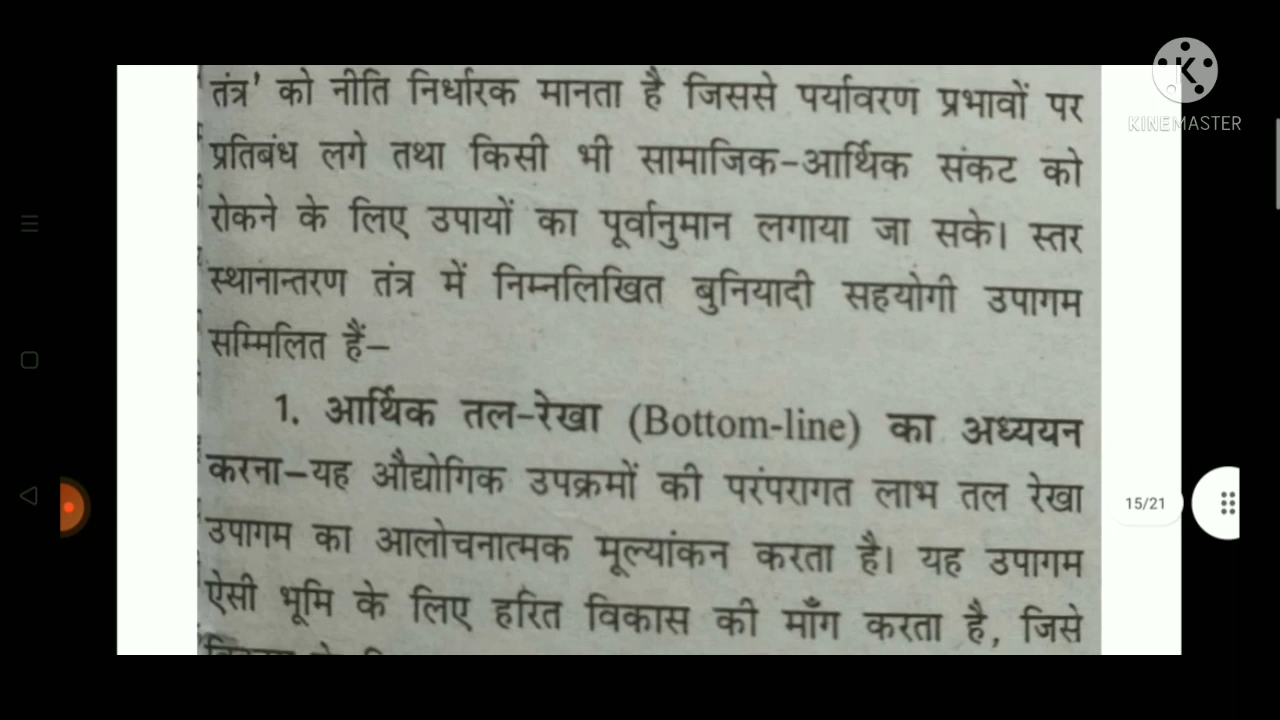 तंत्र' को नीति निर्धारक मानता है जिससे पर्यावरण प्रभावों पर
प्रतिबंध लगे तथा किसी भी सामाजिक-आर्थिक संकट को
रोकने के लिए उपायों का पूर्वानुमान लगाया जा सके। स्तर
स्थानान्तरण तंत्र में निम्नलिखित बुनियादी सहयोगी उपागम
सम्मिलित हैं–
1. आर्थिक तल-रेखा (Bottom-line) का अध्ययन
करना–यह औद्योगिक उपक्रमों की परंपरागत लाभ तल रेखा
उपागम का आलोचनात्मक मूल्यांकन करता है। यह उपागम
ऐसी भूमि के लिए हरित विकास की माँग करता है, जिसे
K
KINEMASTER
15/21